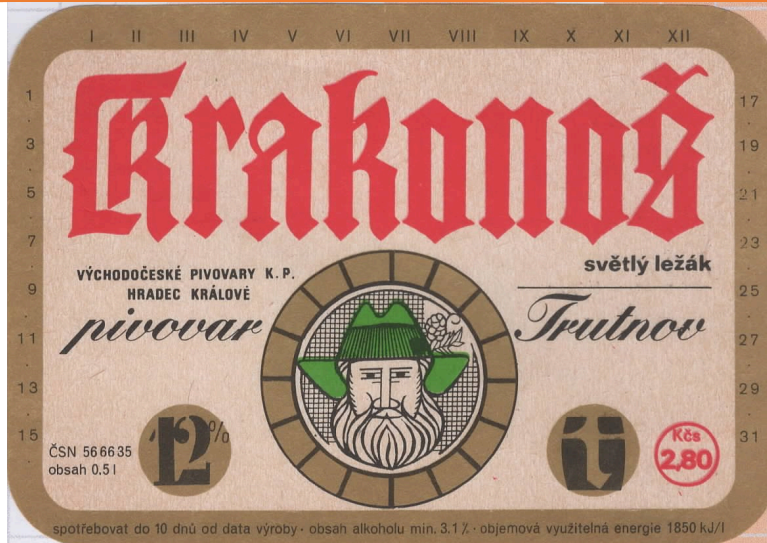 I II III IV V VI VII VIII IX X XI XII
Krakonoš
1 · 3 · 5 · 7 · 9 · 11 · 13 · 15
17 · 19 · 21 · 23 · 25 · 27 · 29 · 31
VÝCHODOČESKÉ PIVOVARY K. P.
HRADEC KRÁLOVÉ
světlý ležák
pivovar Trutnov
12%
t
Kčs
2,80
ČSN 56 66 35
obsah 0.5 l
spotřebovat do 10 dnů od data výroby · obsah alkoholu min. 3.1 % · objemová využitelná energie 1850 kJ/l